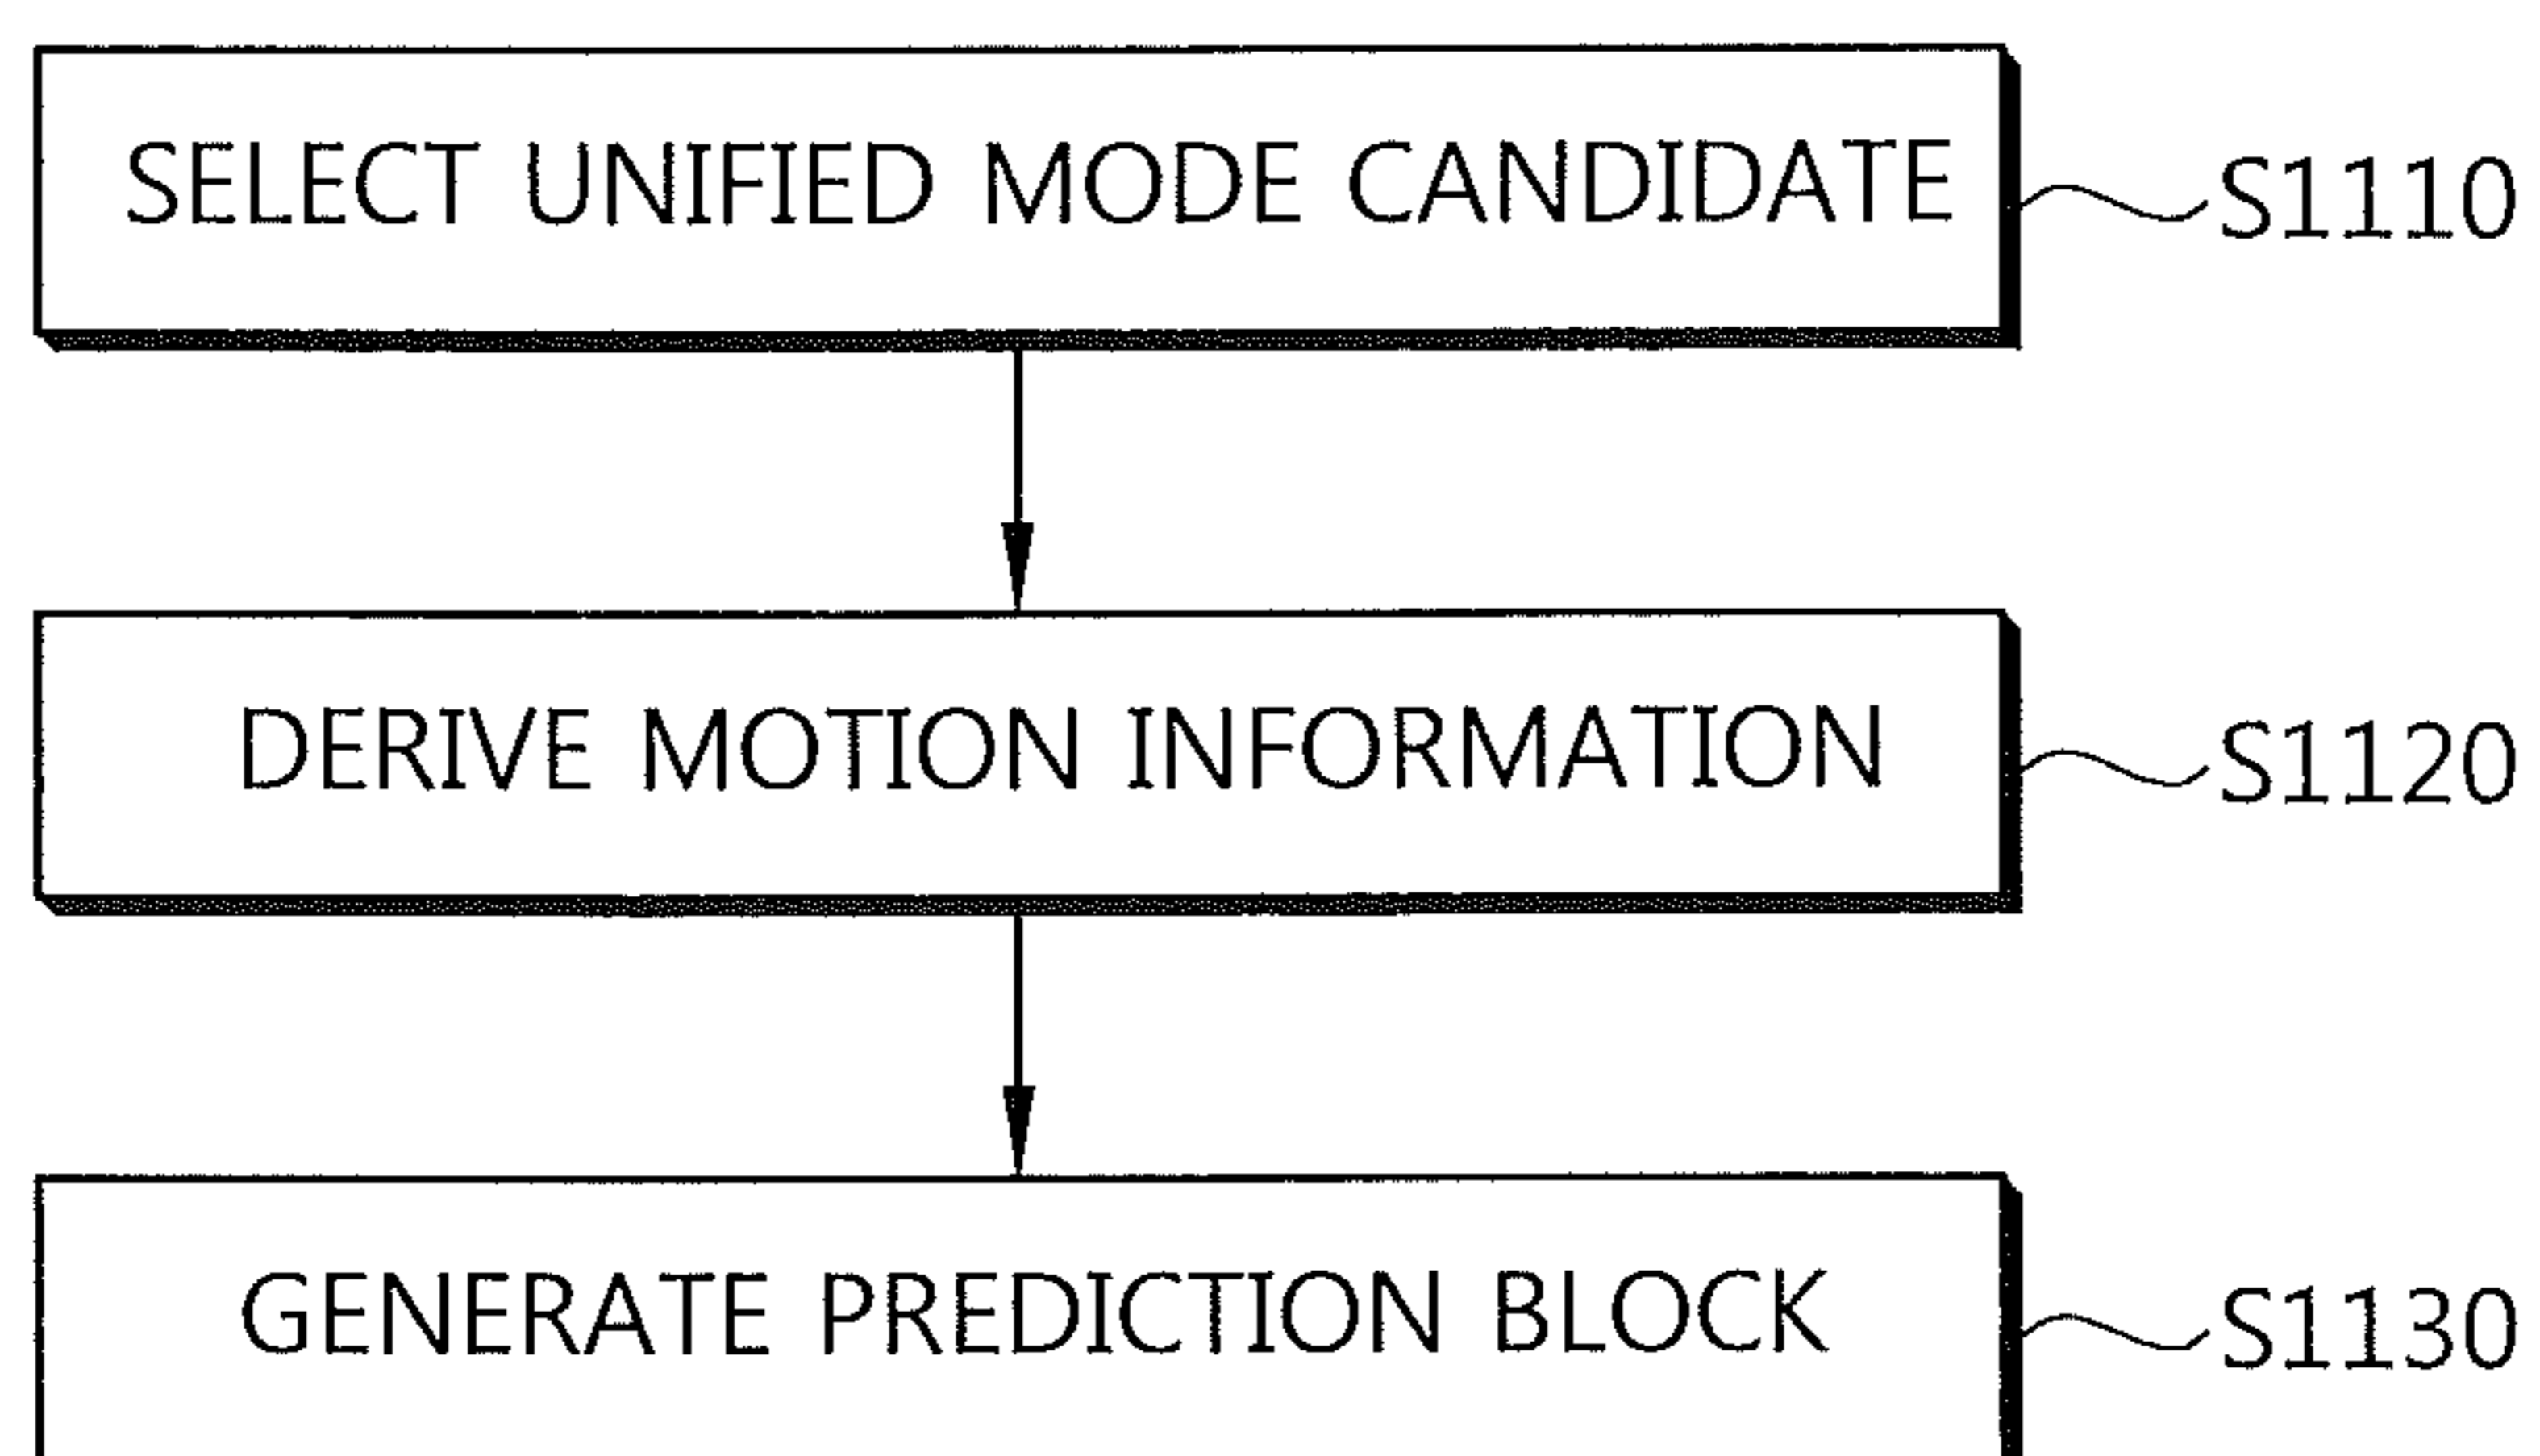 SELECT UNIFIED MODE CANDIDATE S1110
DERIVE MOTION INFORMATION S1120
GENERATE PREDICTION BLOCK S1130